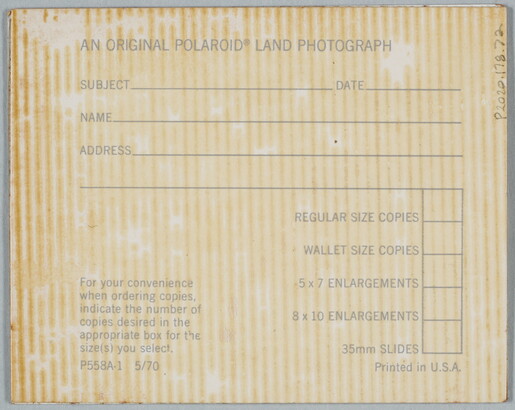 AN ORIGINAL POLAROID® LAND PHOTOGRAPH
SUBJECT DATE
NAME
ADDRESS
REGULAR SIZE COPIES
WALLET SIZE COPIES
5 x 7 ENLARGEMENTS
8 x 10 ENLARGEMENTS
35mm SLIDES
For your convenience
when ordering copies,
indicate the number of
copies desired in the
appropriate box for the
size(s) you select.
P558A-1 5/70
Printed in U.S.A.
P2020.178.72